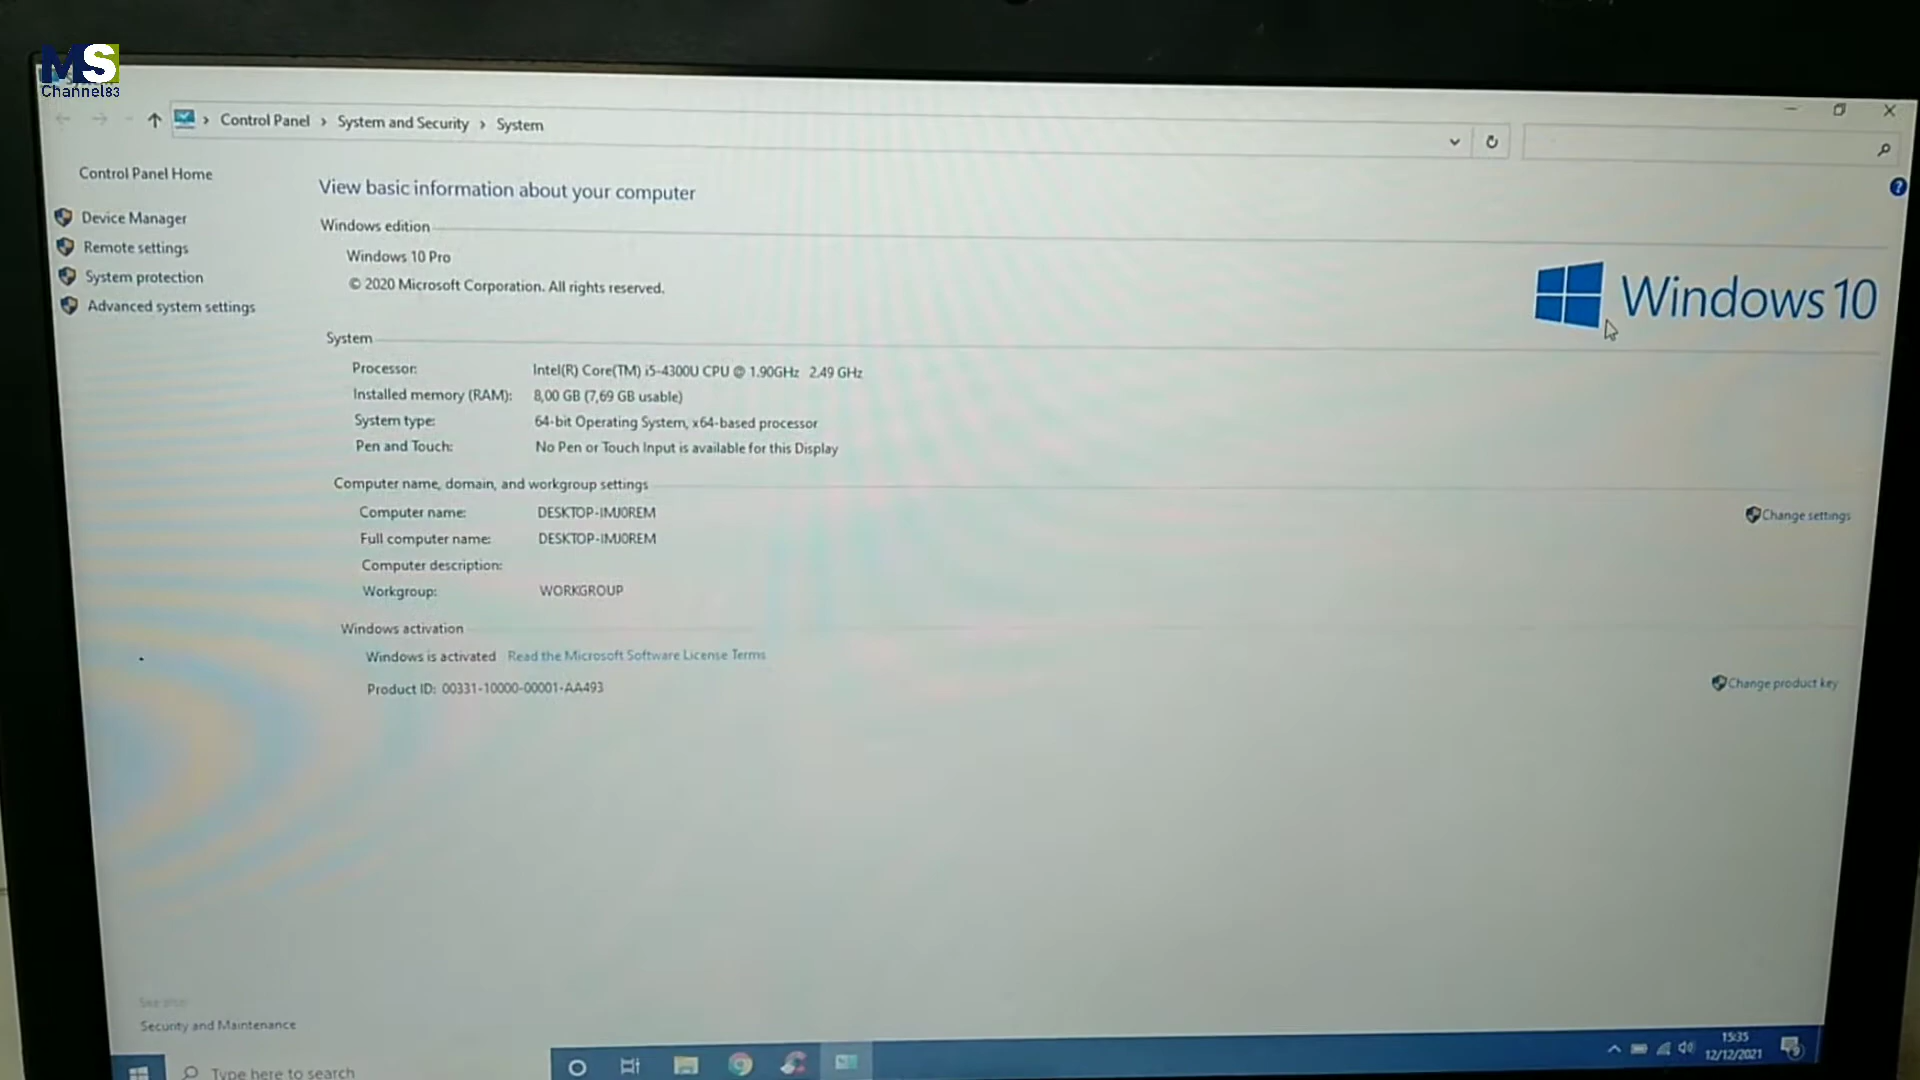 MS
Channel83
Control Panel › System and Security › System
Control Panel Home
Device Manager
Remote settings
System protection
Advanced system settings
View basic information about your computer
Windows edition
Windows 10 Pro
© 2020 Microsoft Corporation. All rights reserved.
Windows 10
System
Processor: Intel(R) Core(TM) i5-4300U CPU @ 1.90GHz 2.49 GHz
Installed memory (RAM): 8,00 GB (7,69 GB usable)
System type: 64-bit Operating System, x64-based processor
Pen and Touch: No Pen or Touch Input is available for this Display
Computer name, domain, and workgroup settings
Computer name: DESKTOP-IMJ0REM
Change settings
Full computer name: DESKTOP-IMJ0REM
Computer description:
Workgroup: WORKGROUP
Windows activation
Windows is activated Read the Microsoft Software License Terms
Product ID: 00331-10000-00001-AA493
Change product key
See also
Security and Maintenance
Type here to search
15:35
12/12/2021